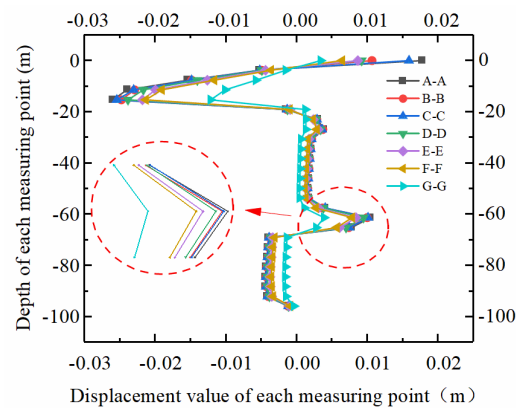 -0.03 -0.02 -0.01 0.00 0.01 0.02
Depth of each measuring point (m)
0 0
-20 -20
-40 -40
-60 -60
-80 -80
-100 -100
A-A
B-B
C-C
D-D
E-E
F-F
G-G
-0.03 -0.02 -0.01 0.00 0.01 0.02
Displacement value of each measuring point（m）